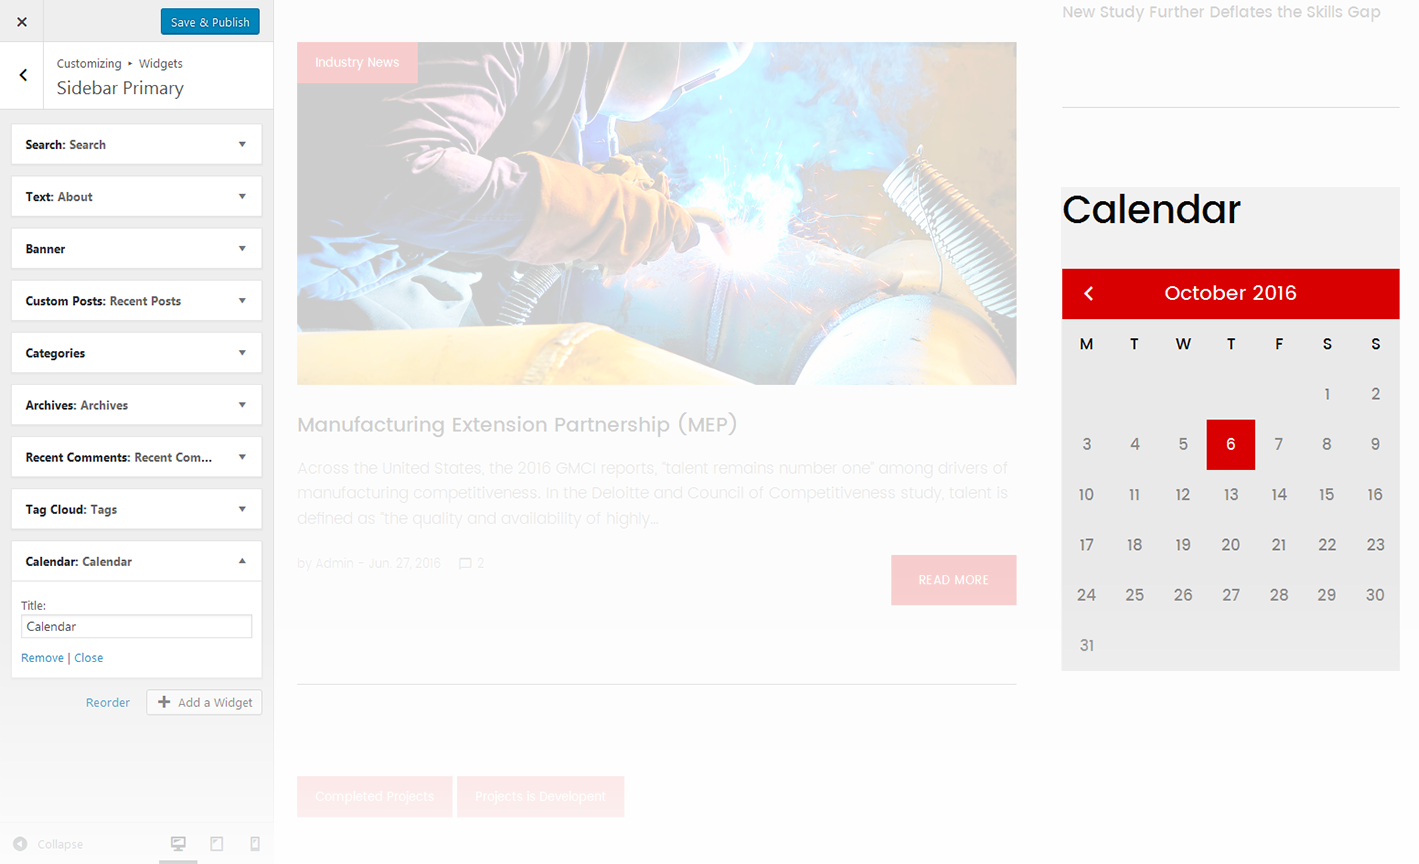 Save & Publish
Customizing ▸ Widgets
Sidebar Primary
Search: Search
Text: About
Banner
Custom Posts: Recent Posts
Categories
Archives: Archives
Recent Comments: Recent Com...
Tag Cloud: Tags
Calendar: Calendar
Title:
Calendar
Remove | Close
Reorder
Add a Widget
Collapse
Industry News
Manufacturing Extension Partnership (MEP)
Across the United States, the 2016 GMCI reports, "talent remains number one" among drivers of
manufacturing competitiveness. In the Deloitte and Council of Competitiveness study, talent is
defined as "the quality and availability of highly...
by Admin - Jun. 27, 2016 2
READ MORE
Completed Projects Projects is Developent
New Study Further Deflates the Skills Gap
Calendar
October 2016
M T W T F S S
1 2
3 4 5 6 7 8 9
10 11 12 13 14 15 16
17 18 19 20 21 22 23
24 25 26 27 28 29 30
31